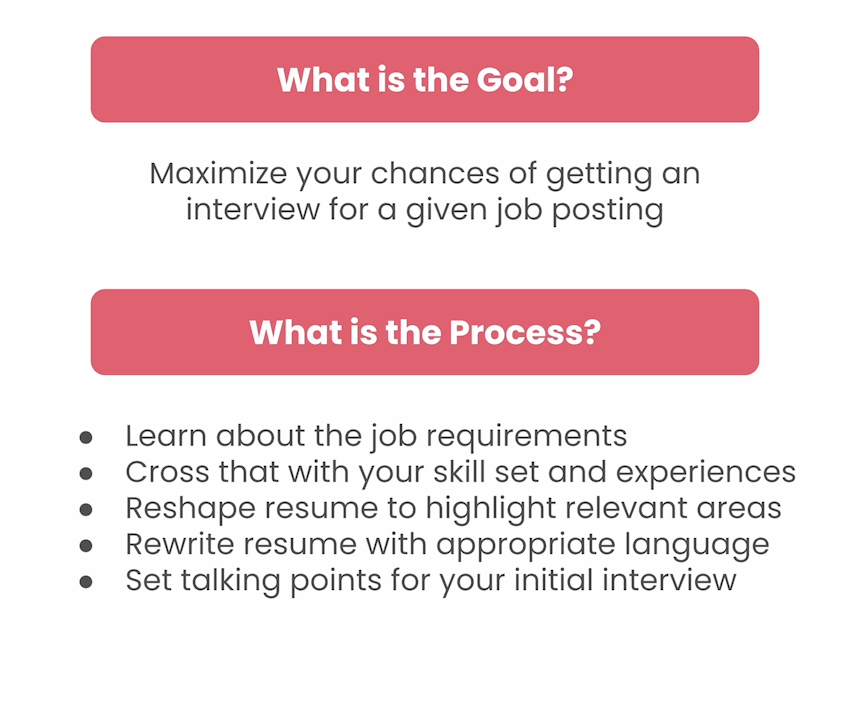 What is the Goal?
Maximize your chances of getting an
interview for a given job posting
What is the Process?
● Learn about the job requirements
● Cross that with your skill set and experiences
● Reshape resume to highlight relevant areas
● Rewrite resume with appropriate language
● Set talking points for your initial interview